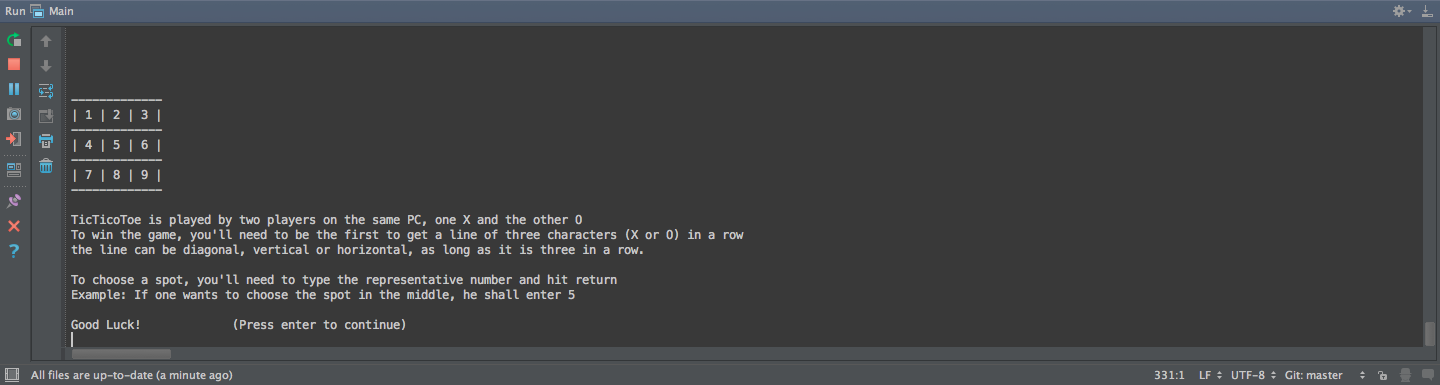 Run Main
-------------
| 1 | 2 | 3 |
-------------
| 4 | 5 | 6 |
-------------
| 7 | 8 | 9 |
-------------
TicTicoToe is played by two players on the same PC, one X and the other O
To win the game, you'll need to be the first to get a line of three characters (X or O) in a row
the line can be diagonal, vertical or horizontal, as long as it is three in a row.
To choose a spot, you'll need to type the representative number and hit return
Example: If one wants to choose the spot in the middle, he shall enter 5
Good Luck! (Press enter to continue)
All files are up-to-date (a minute ago) 331:1 LF UTF-8 Git: master